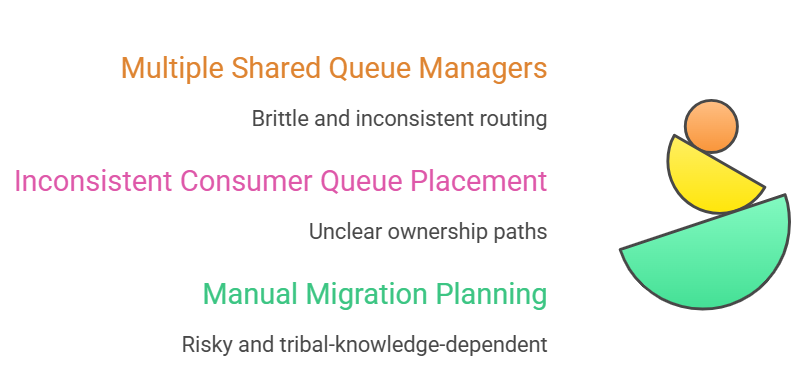 Multiple Shared Queue Managers
Brittle and inconsistent routing
Inconsistent Consumer Queue Placement
Unclear ownership paths
Manual Migration Planning
Risky and tribal-knowledge-dependent